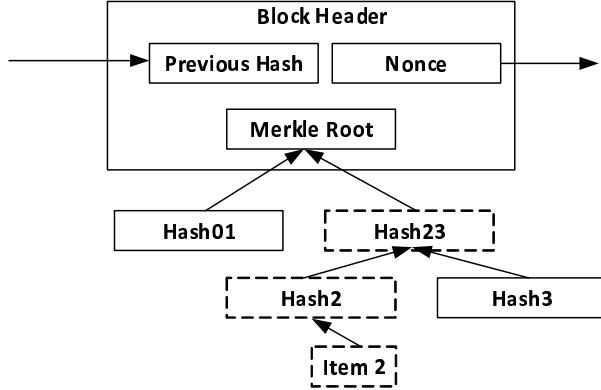 Block Header
Previous Hash
Nonce
Merkle Root
Hash01
Hash23
Hash2
Hash3
Item 2